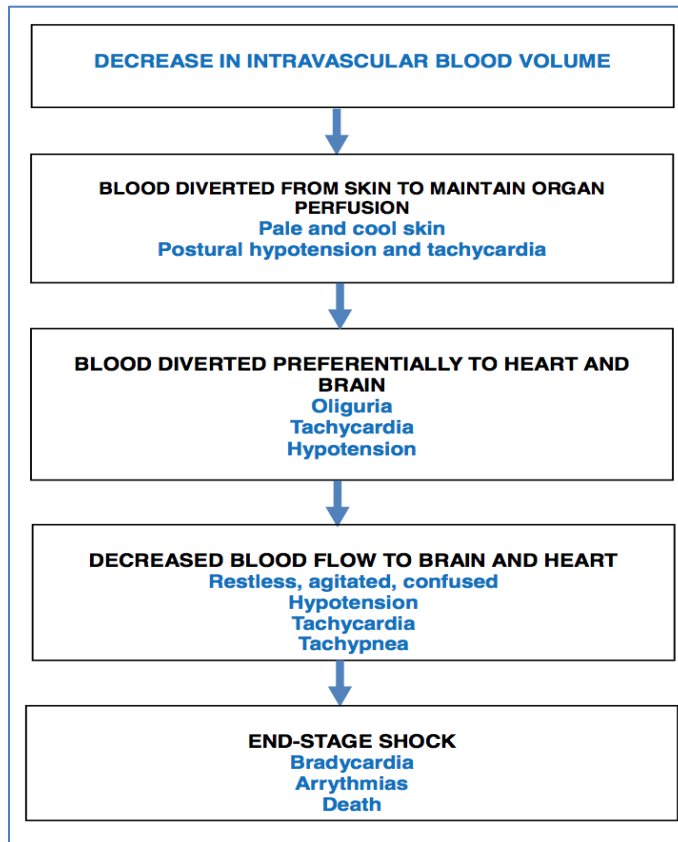 DECREASE IN INTRAVASCULAR BLOOD VOLUME
BLOOD DIVERTED FROM SKIN TO MAINTAIN ORGAN
PERFUSION
Pale and cool skin
Postural hypotension and tachycardia
BLOOD DIVERTED PREFERENTIALLY TO HEART AND
BRAIN
Oliguria
Tachycardia
Hypotension
DECREASED BLOOD FLOW TO BRAIN AND HEART
Restless, agitated, confused
Hypotension
Tachycardia
Tachypnea
END-STAGE SHOCK
Bradycardia
Arrythmias
Death